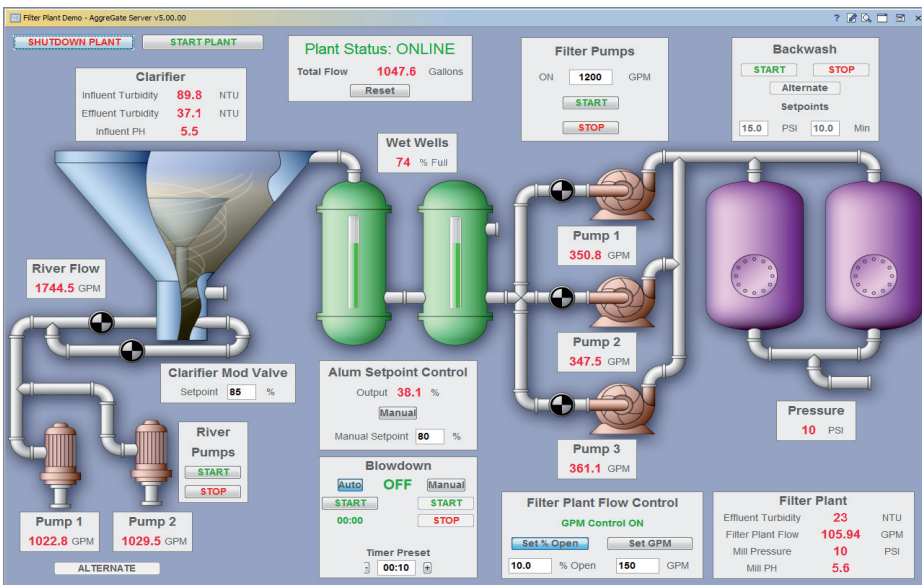 Filter Plant Demo - AggreGate Server v5.00.00
?
SHUTDOWN PLANT
START PLANT
Plant Status: ONLINE
Total Flow 1047.6 Gallons
Reset
Filter Pumps
ON 1200 GPM
START
STOP
Backwash
START STOP
Alternate
Setpoints
15.0 PSI 10.0 Min
Clarifier
Influent Turbidity 89.8 NTU
Effluent Turbidity 37.1 NTU
Influent PH 5.5
Wet Wells
74 % Full
River Flow
1744.5 GPM
Pump 1
350.8 GPM
Pump 2
347.5 GPM
Pump 3
361.1 GPM
Clarifier Mod Valve
Setpoint 85 %
Alum Setpoint Control
Output 38.1 %
Manual
Manual Setpoint 80 %
Pressure
10 PSI
River
Pumps
START
STOP
Pump 1
1022.8 GPM
Pump 2
1029.5 GPM
ALTERNATE
Blowdown
Auto OFF Manual
START START
00:00 STOP
Timer Preset
- 00:10 +
Filter Plant Flow Control
GPM Control ON
Set % Open Set GPM
10.0 % Open 150 GPM
Filter Plant
Effluent Turbidity 23 NTU
Filter Plant Flow 105.94 GPM
Mill Pressure 10 PSI
Mill PH 5.6